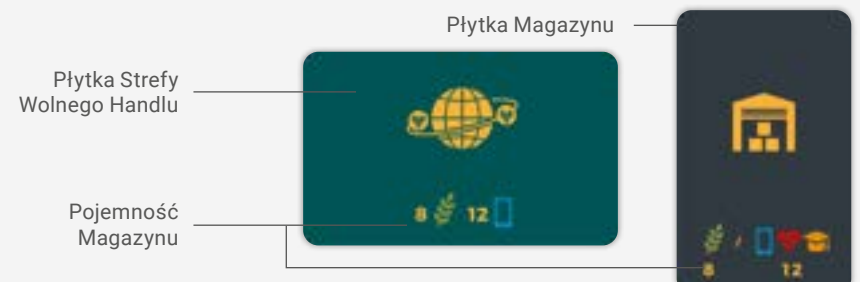 Płytka Magazynu
Płytka Strefy
Wolnego Handlu
8 12
Pojemność
Magazynu
8 12